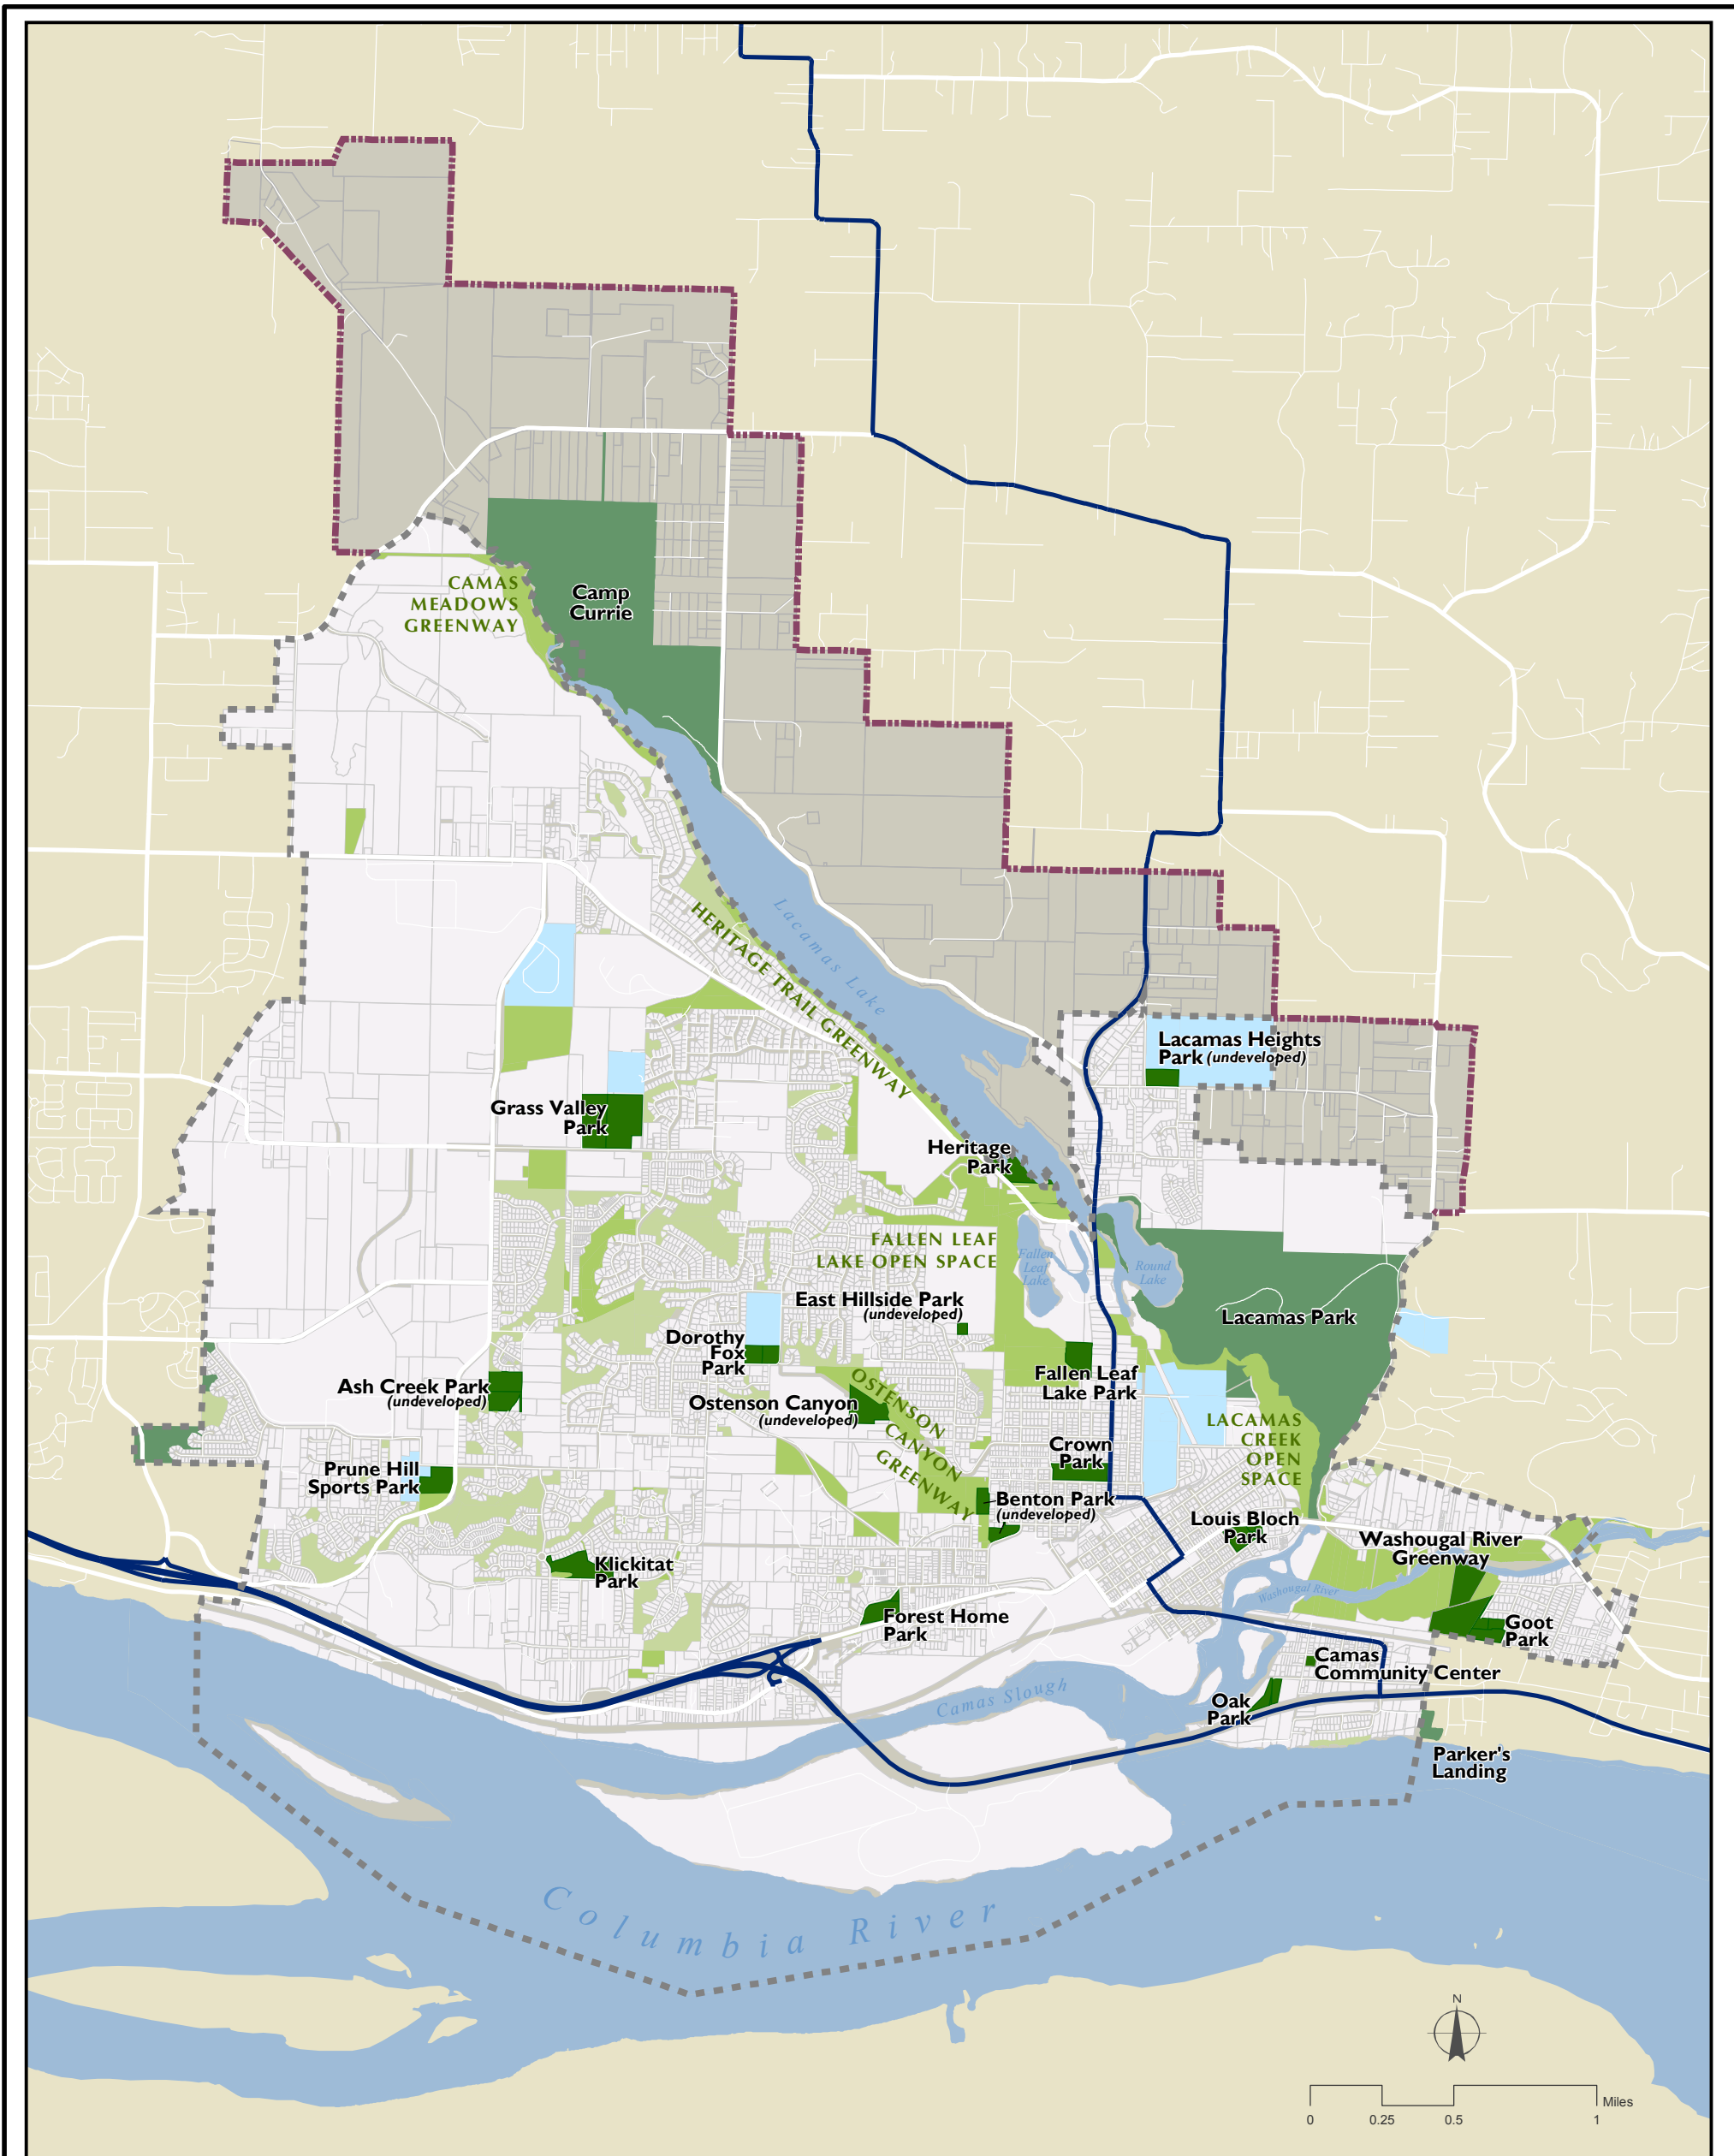 Camp
Currie
CAMAS
MEADOWS
GREENWAY
Lacamas Lake
HERITAGE TRAIL GREENWAY
Lacamas Heights
Park (undeveloped)
Grass Valley
Park
Heritage
Park
FALLEN LEAF
LAKE OPEN SPACE
Fallen
Leaf
Lake
Round
Lake
East Hillside Park
(undeveloped)
Lacamas Park
Dorothy
Fox
Park
Ash Creek Park
(undeveloped)
Ostenson Canyon
(undeveloped)
OSTENSON
CANYON
GREENWAY
Fallen Leaf
Lake Park
LACAMAS
CREEK
OPEN
SPACE
Crown
Park
Prune Hill
Sports Park
Benton Park
(undeveloped)
Louis Bloch
Park
Washougal River
Greenway
Klickitat
Park
Washougal River
Forest Home
Park
Goot
Park
Camas
Community Center
Camas Slough
Oak
Park
Parker's
Landing
Columbia River
N
Miles
0 0.25 0.5 1